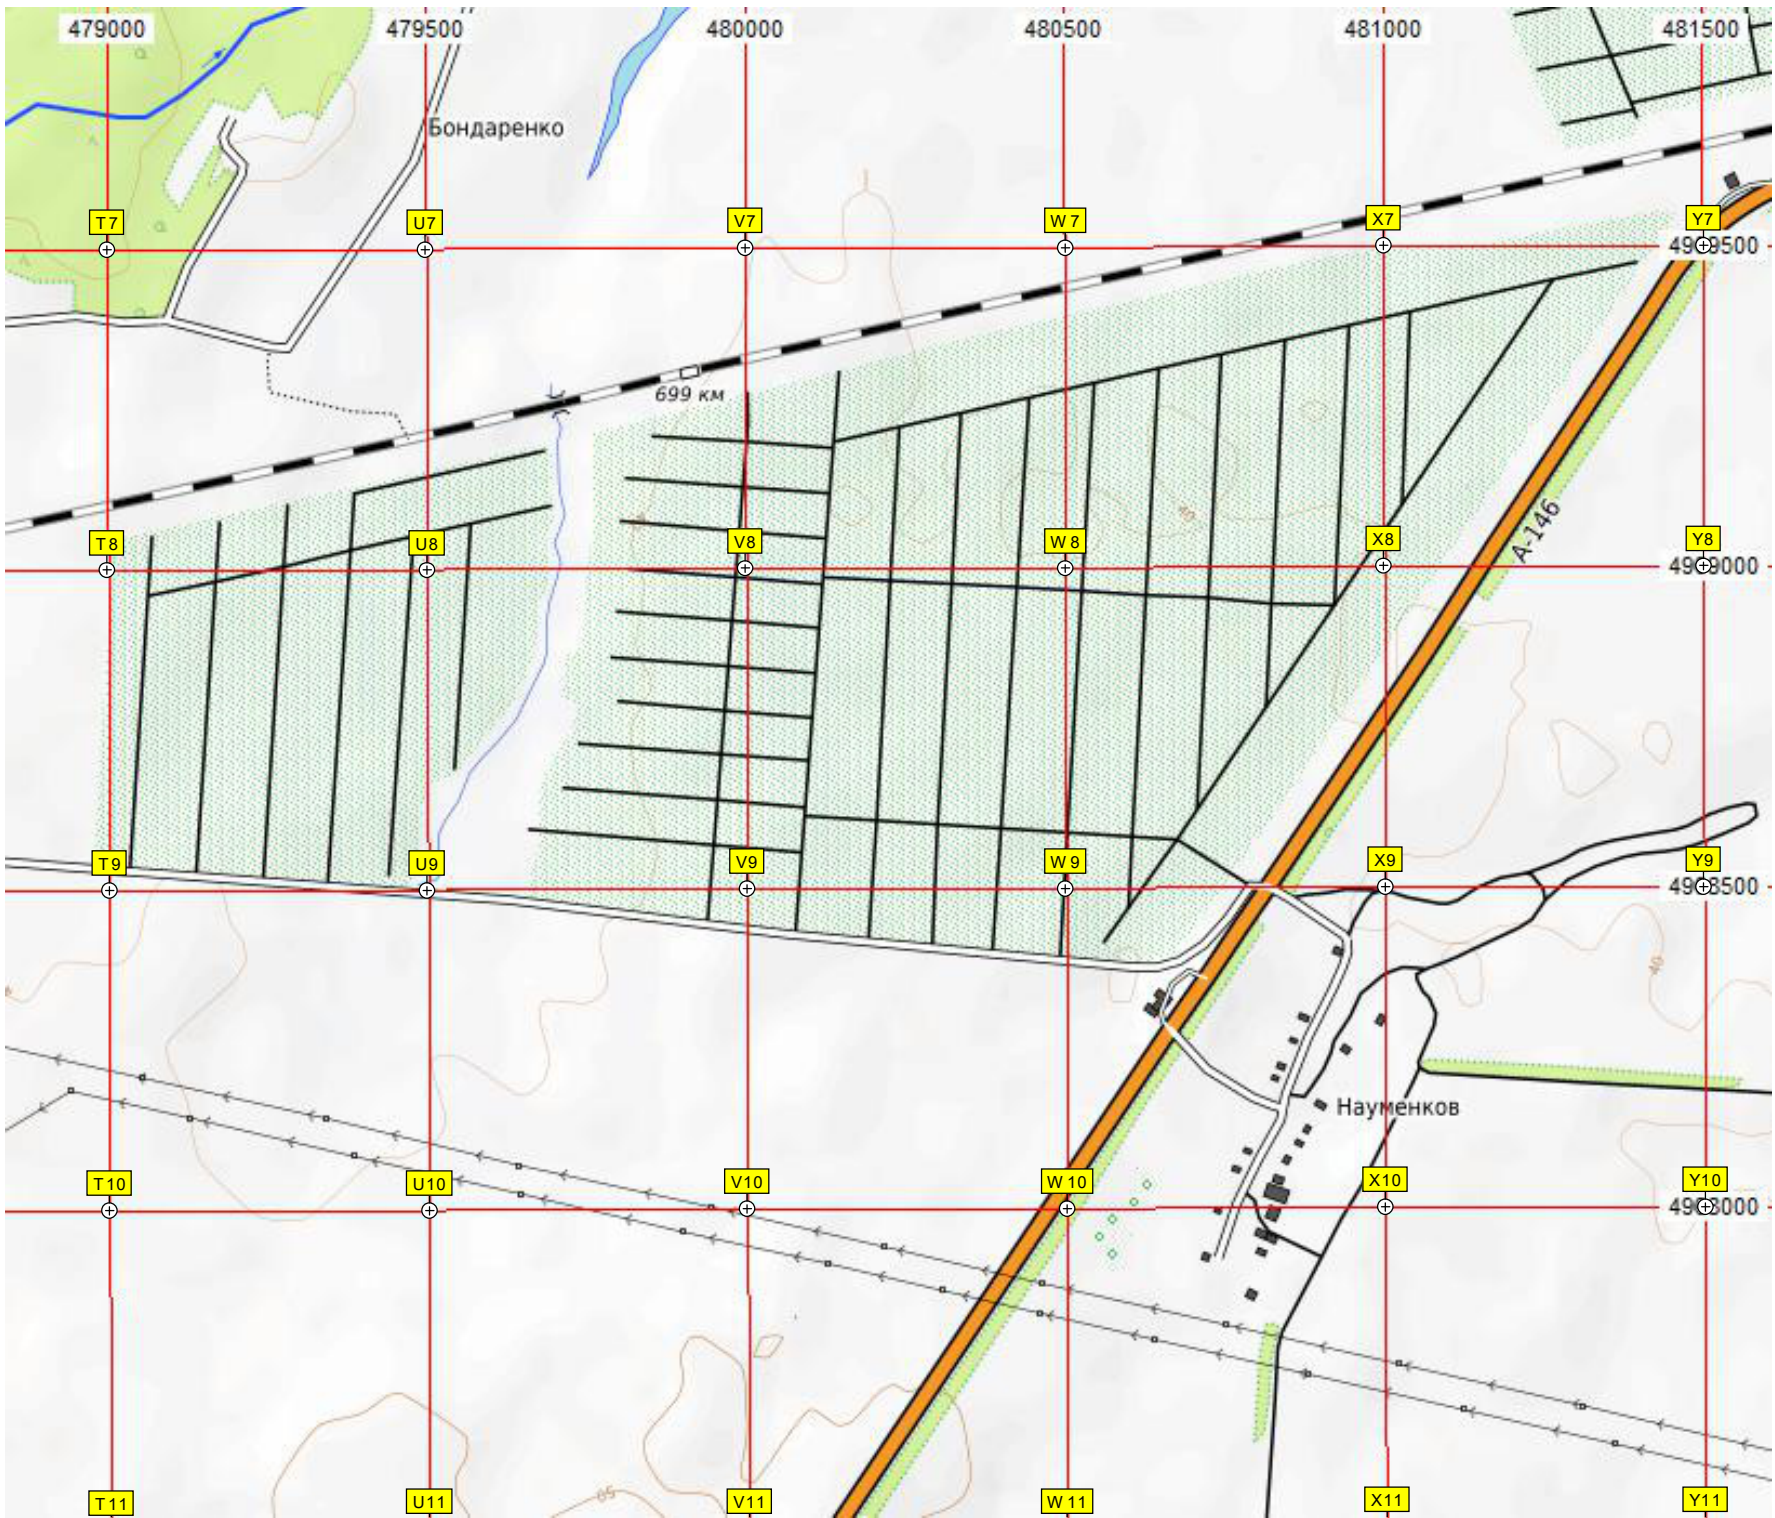 479000 479500 480000 480500 481000 481500
Бондаренко
T7 U7 V7 W7 X7 Y7
699 км
40
А-146
T8 U8 V8 W8 X8 Y8
T9 U9 V9 W9 X9 Y9
40
Науменков
T10 U10 V10 W10 X10 Y10
T11 U11 V11 W11 X11 Y11